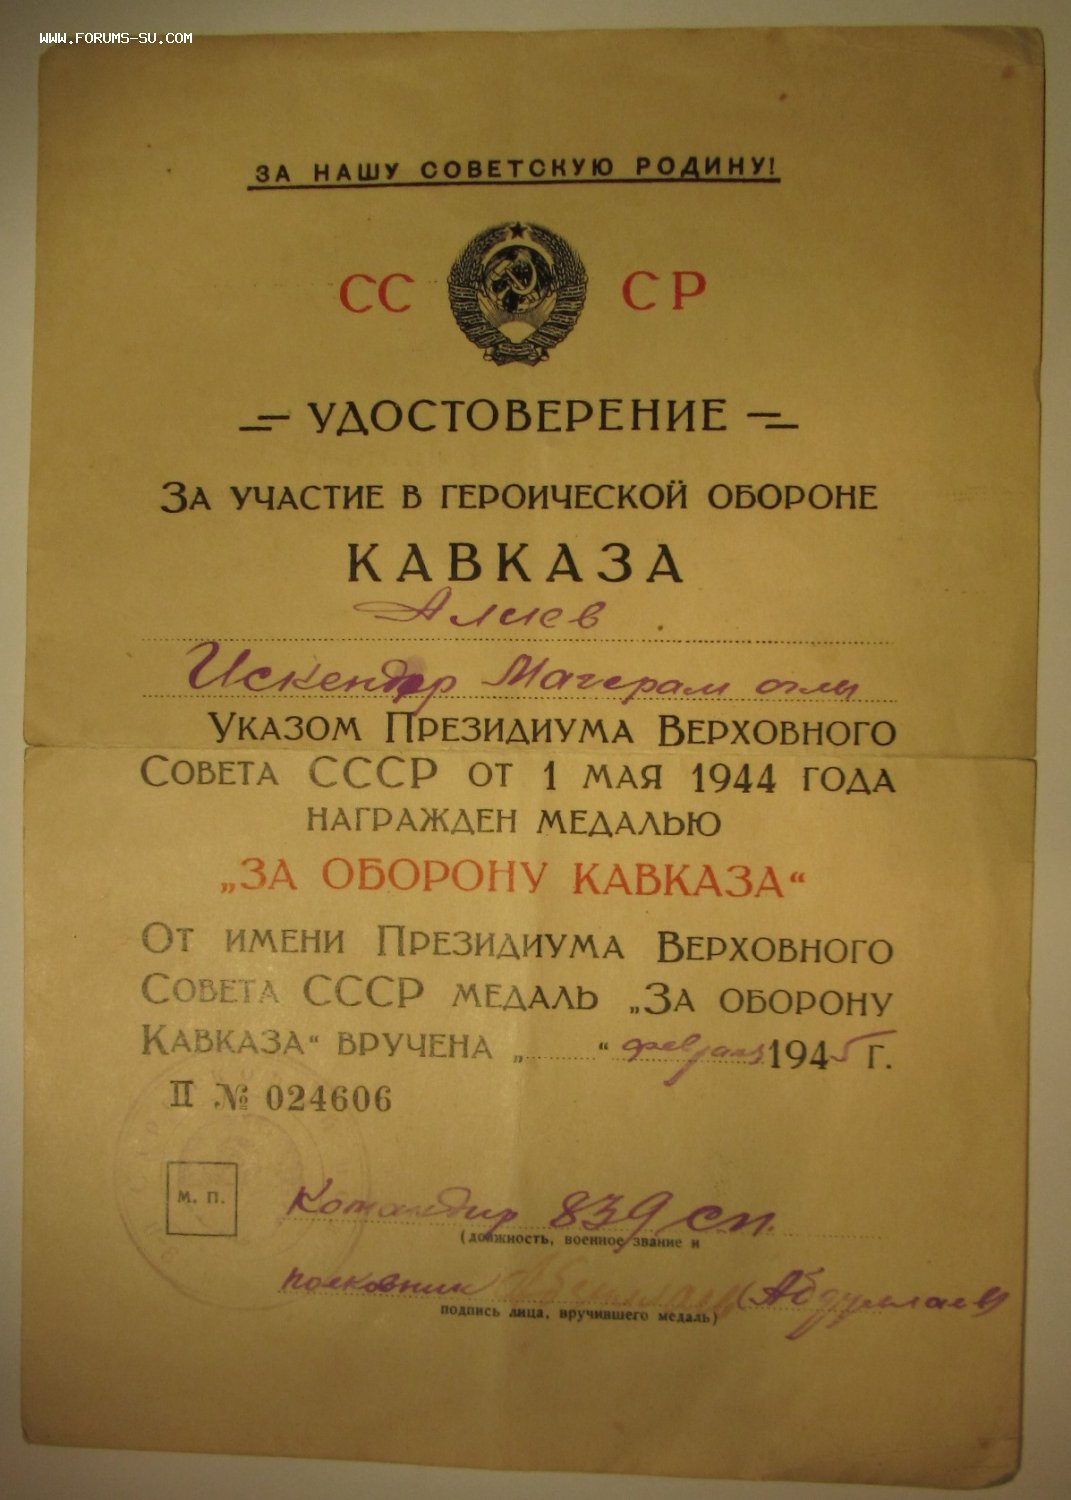 WWW.FORUMS-SU.COM
ЗА НАШУ СОВЕТСКУЮ РОДИНУ!
СС СР
УДОСТОВЕРЕНИЕ
ЗА УЧАСТИЕ В ГЕРОИЧЕСКОЙ ОБОРОНЕ
КАВКАЗА
Алиев
Искендер Магерам оглы
УКАЗОМ ПРЕЗИДИУМА ВЕРХОВНОГО
СОВЕТА СССР ОТ 1 МАЯ 1944 ГОДА
НАГРАЖДЕН МЕДАЛЬЮ
„ЗА ОБОРОНУ КАВКАЗА“
ОТ ИМЕНИ ПРЕЗИДИУМА ВЕРХОВНОГО
СОВЕТА СССР МЕДАЛЬ „ЗА ОБОРОНУ
КАВКАЗА“ ВРУЧЕНА „........“ февраля 1945 Г.
II № 024606
М. П.
Командир 839 сп.
(должность, военное звание и
полковник (Абдуллаев)
подпись лица, вручившего медаль)